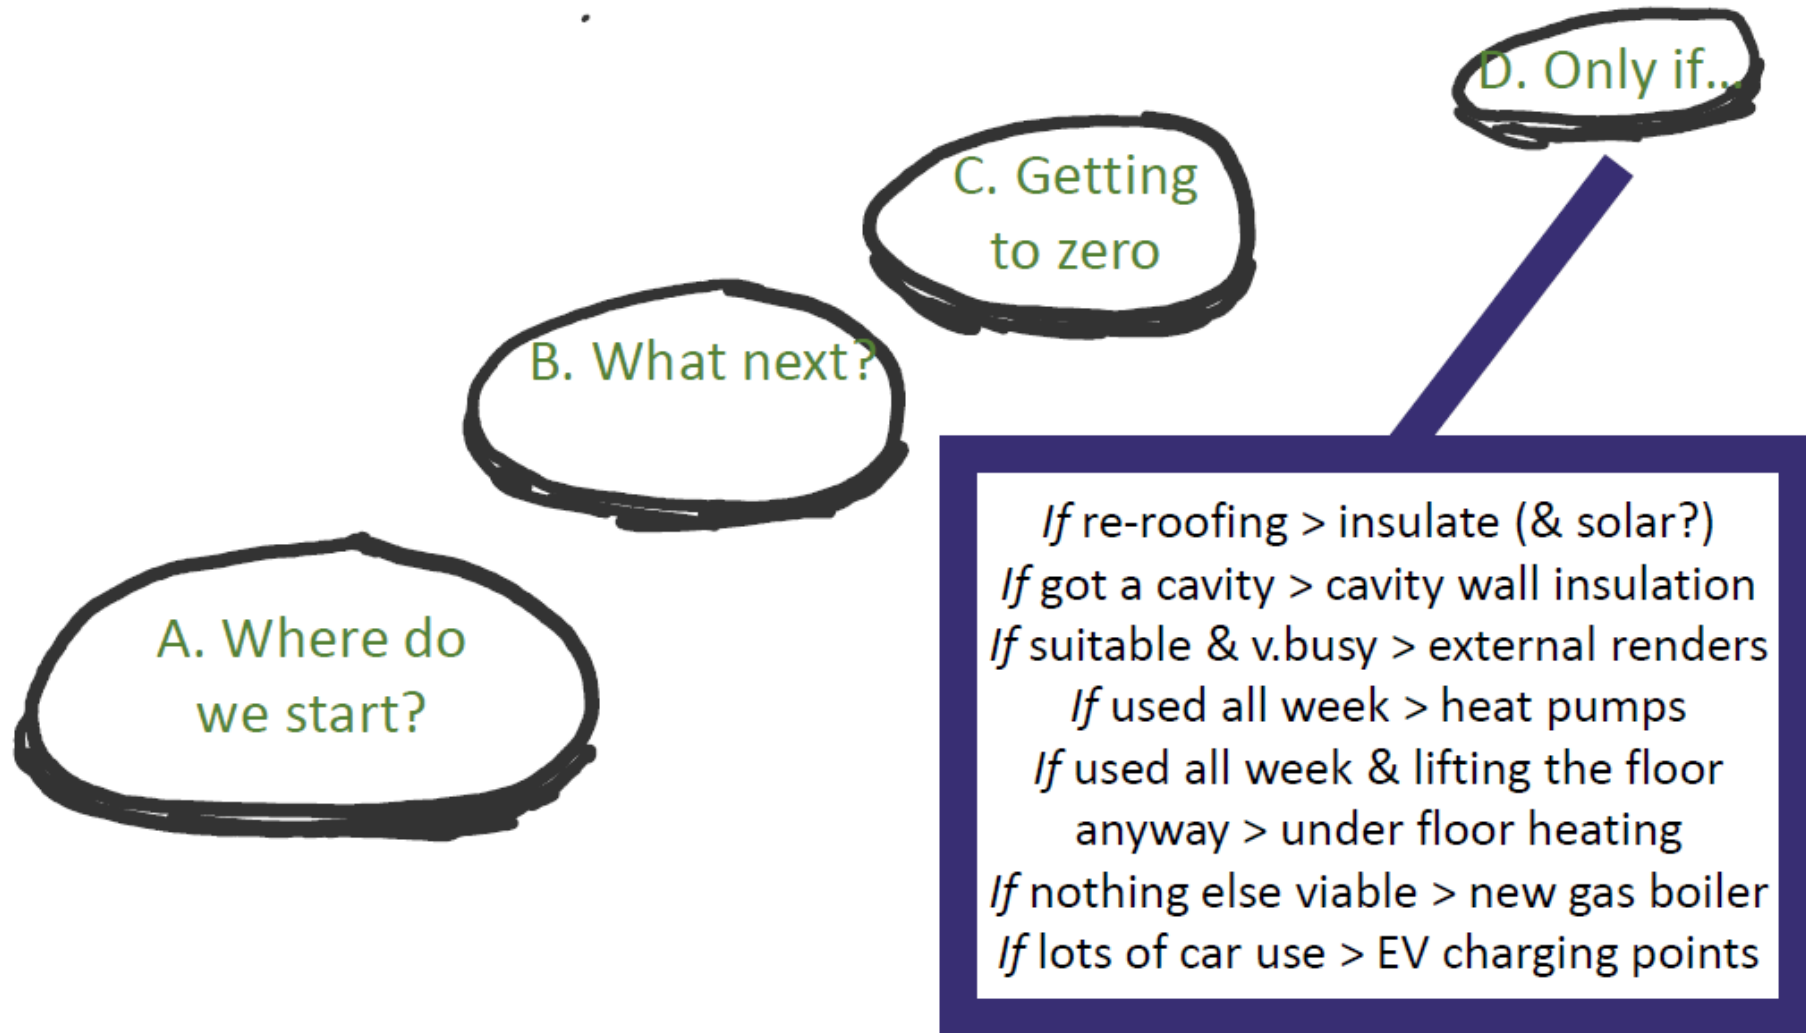 D. Only if...
C. Getting
to zero
B. What next?
A. Where do
we start?
If re-roofing > insulate (& solar?)
If got a cavity > cavity wall insulation
If suitable & v.busy > external renders
If used all week > heat pumps
If used all week & lifting the floor
anyway > under floor heating
If nothing else viable > new gas boiler
If lots of car use > EV charging points